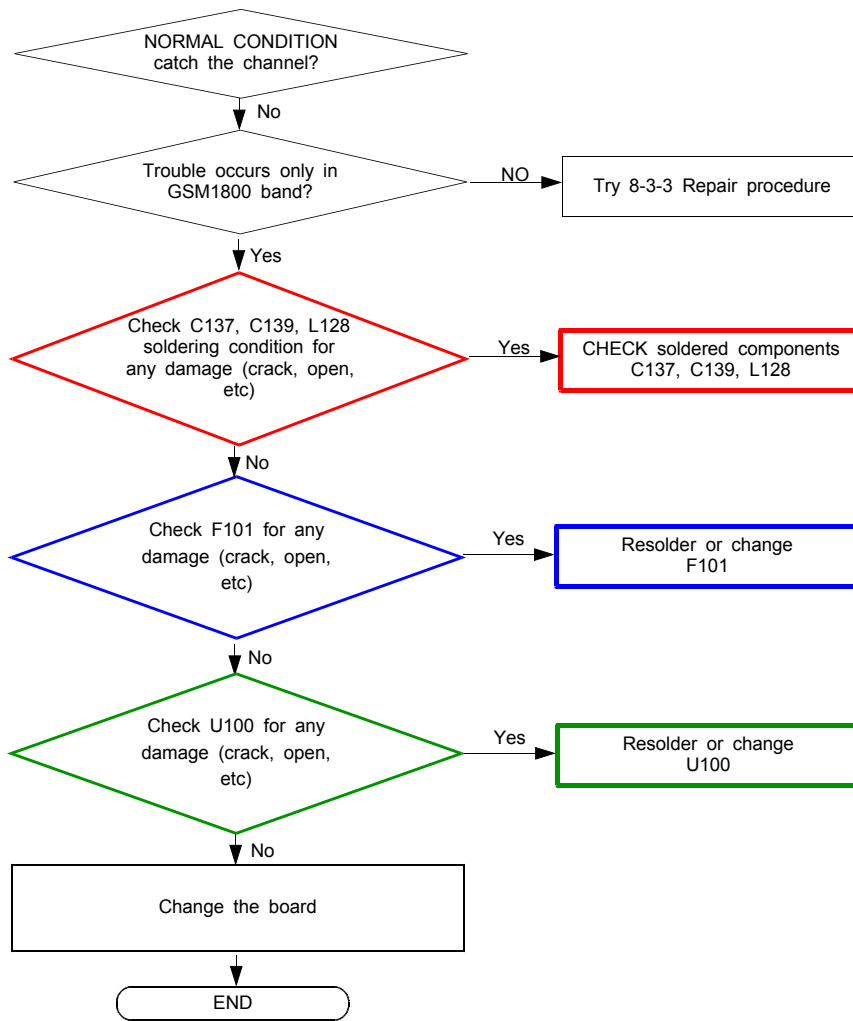 NORMAL CONDITION
catch the channel?
No
Trouble occurs only in
GSM1800 band?
NO
Try 8-3-3 Repair procedure
Yes
Check C137, C139, L128
soldering condition for
any damage (crack, open,
etc)
Yes
CHECK soldered components
C137, C139, L128
No
Check F101 for any
damage (crack, open,
etc)
Yes
Resolder or change
F101
No
Check U100 for any
damage (crack, open,
etc)
Yes
Resolder or change
U100
No
Change the board
END